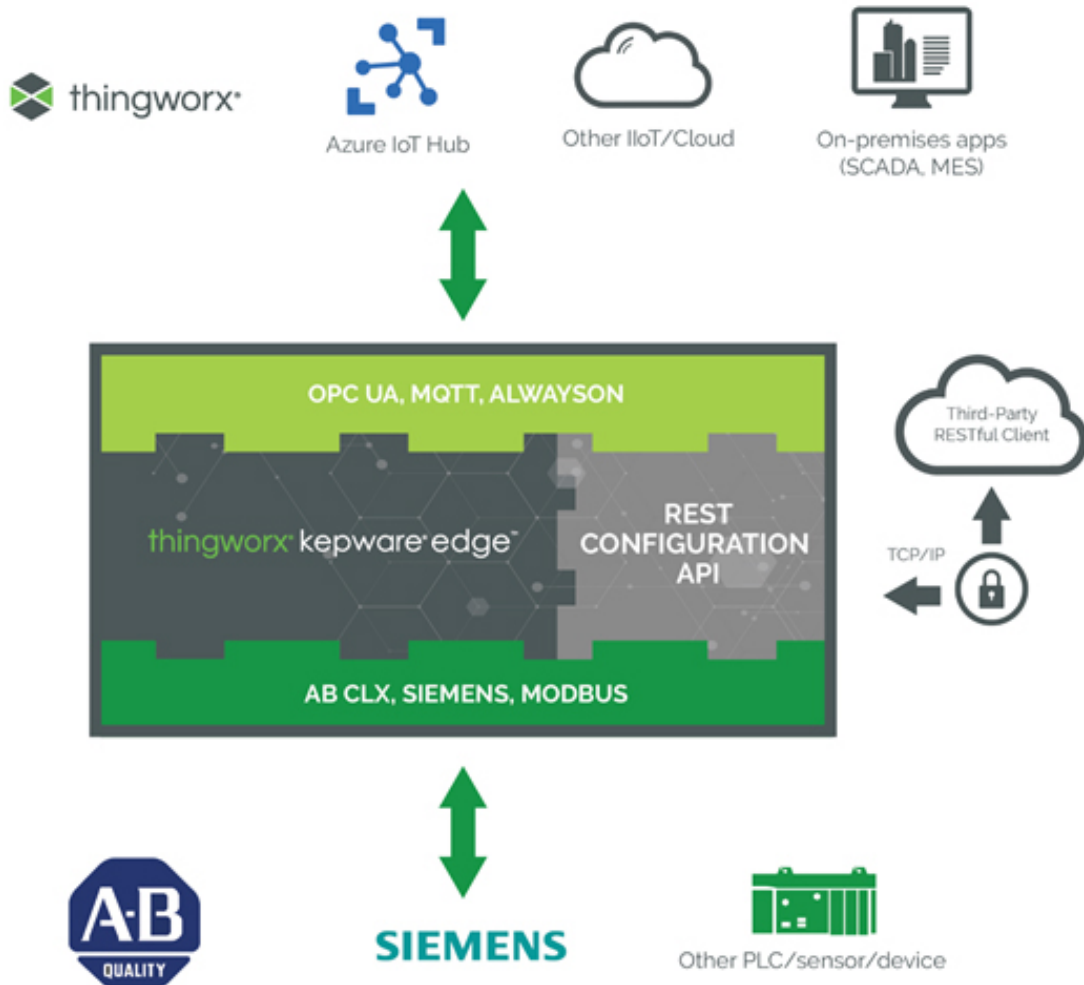 thingworx®
Azure IoT Hub
Other IIoT/Cloud
On-premises apps
(SCADA, MES)
OPC UA, MQTT, ALWAYSON
thingworx® kepware® edge™
REST
CONFIGURATION
API
Third-Party
RESTful Client
TCP/IP
AB CLX, SIEMENS, MODBUS
A-B
QUALITY
SIEMENS
Other PLC/sensor/device